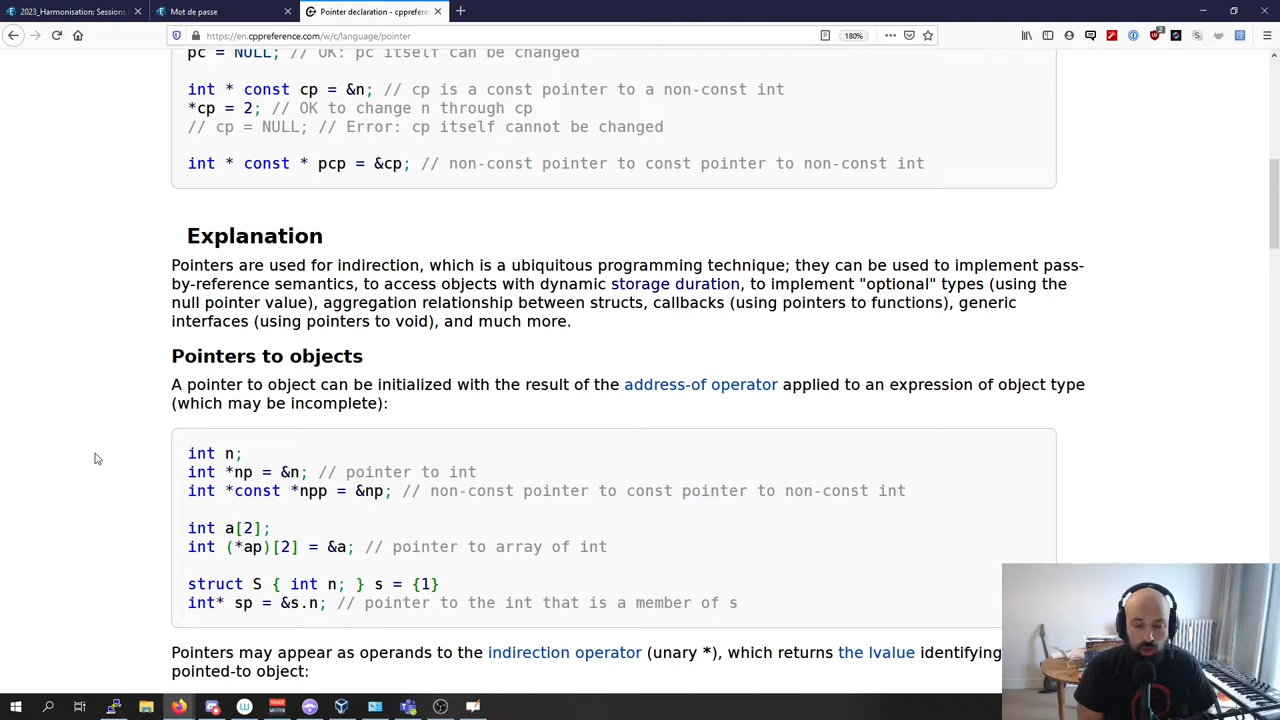 2023_Harmonisation: Sessions
Mot de passe
Pointer declaration - cpprefere
https://en.cppreference.com/w/c/language/pointer
180%
pc = NULL; // OK: pc itself can be changed
int * const cp = &n; // cp is a const pointer to a non-const int
*cp = 2; // OK to change n through cp
// cp = NULL; // Error: cp itself cannot be changed
int * const * pcp = &cp; // non-const pointer to const pointer to non-const int
Explanation
Pointers are used for indirection, which is a ubiquitous programming technique; they can be used to implement pass-
by-reference semantics, to access objects with dynamic storage duration, to implement "optional" types (using the
null pointer value), aggregation relationship between structs, callbacks (using pointers to functions), generic
interfaces (using pointers to void), and much more.
Pointers to objects
A pointer to object can be initialized with the result of the address-of operator applied to an expression of object type
(which may be incomplete):
int n;
int *np = &n; // pointer to int
int *const *npp = &np; // non-const pointer to const pointer to non-const int
int a[2];
int (*ap)[2] = &a; // pointer to array of int
struct S { int n; } s = {1}
int* sp = &s.n; // pointer to the int that is a member of s
Pointers may appear as operands to the indirection operator (unary *), which returns the lvalue identifying
pointed-to object: